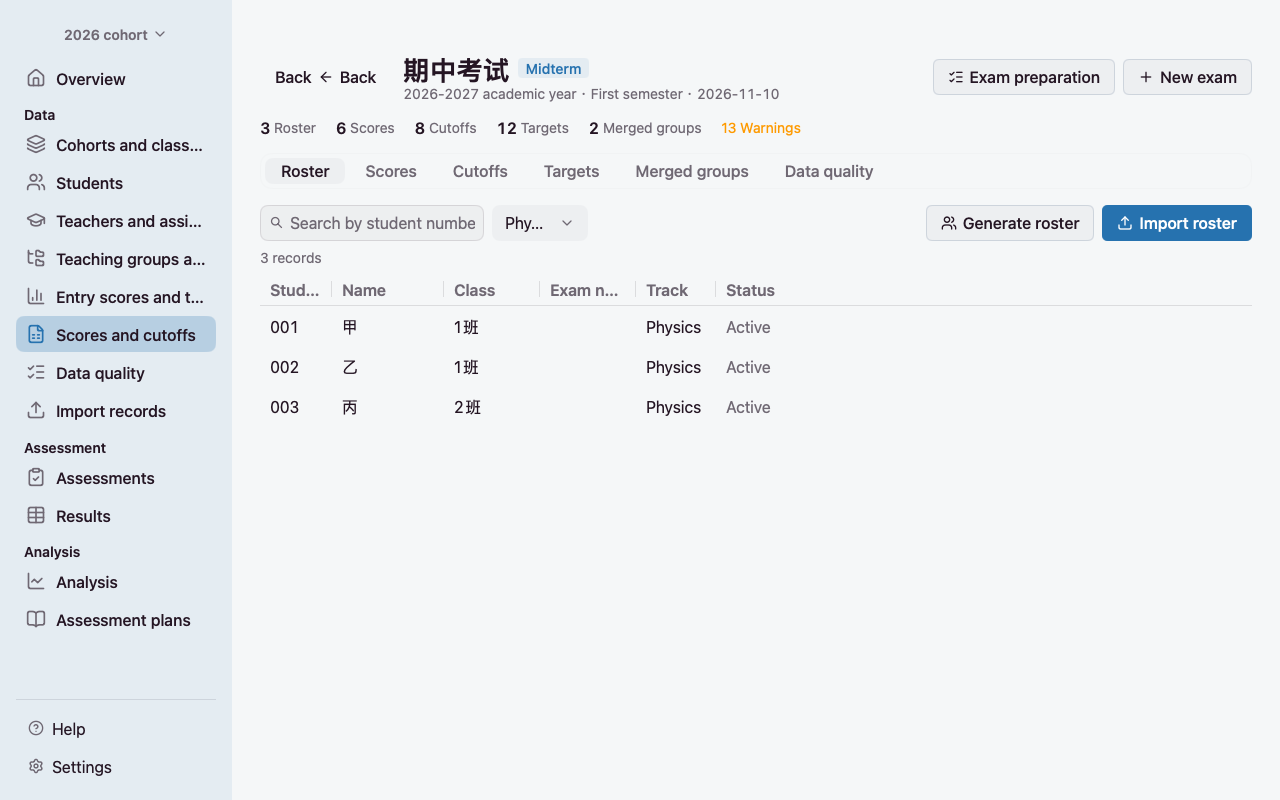 2026 cohort
Overview
Data
Cohorts and class...
Students
Teachers and assi...
Teaching groups a...
Entry scores and t...
Scores and cutoffs
Data quality
Import records
Assessment
Assessments
Results
Analysis
Analysis
Assessment plans
Help
Settings
Back ← Back
期中考试 Midterm
2026-2027 academic year · First semester · 2026-11-10
Exam preparation
New exam
3 Roster 6 Scores 8 Cutoffs 12 Targets 2 Merged groups 13 Warnings
Roster Scores Cutoffs Targets Merged groups Data quality
Search by student numbe
Phy...
Generate roster
Import roster
3 records
Stud... Name Class Exam n... Track Status
001 甲 1班 Physics Active
002 乙 1班 Physics Active
003 丙 2班 Physics Active